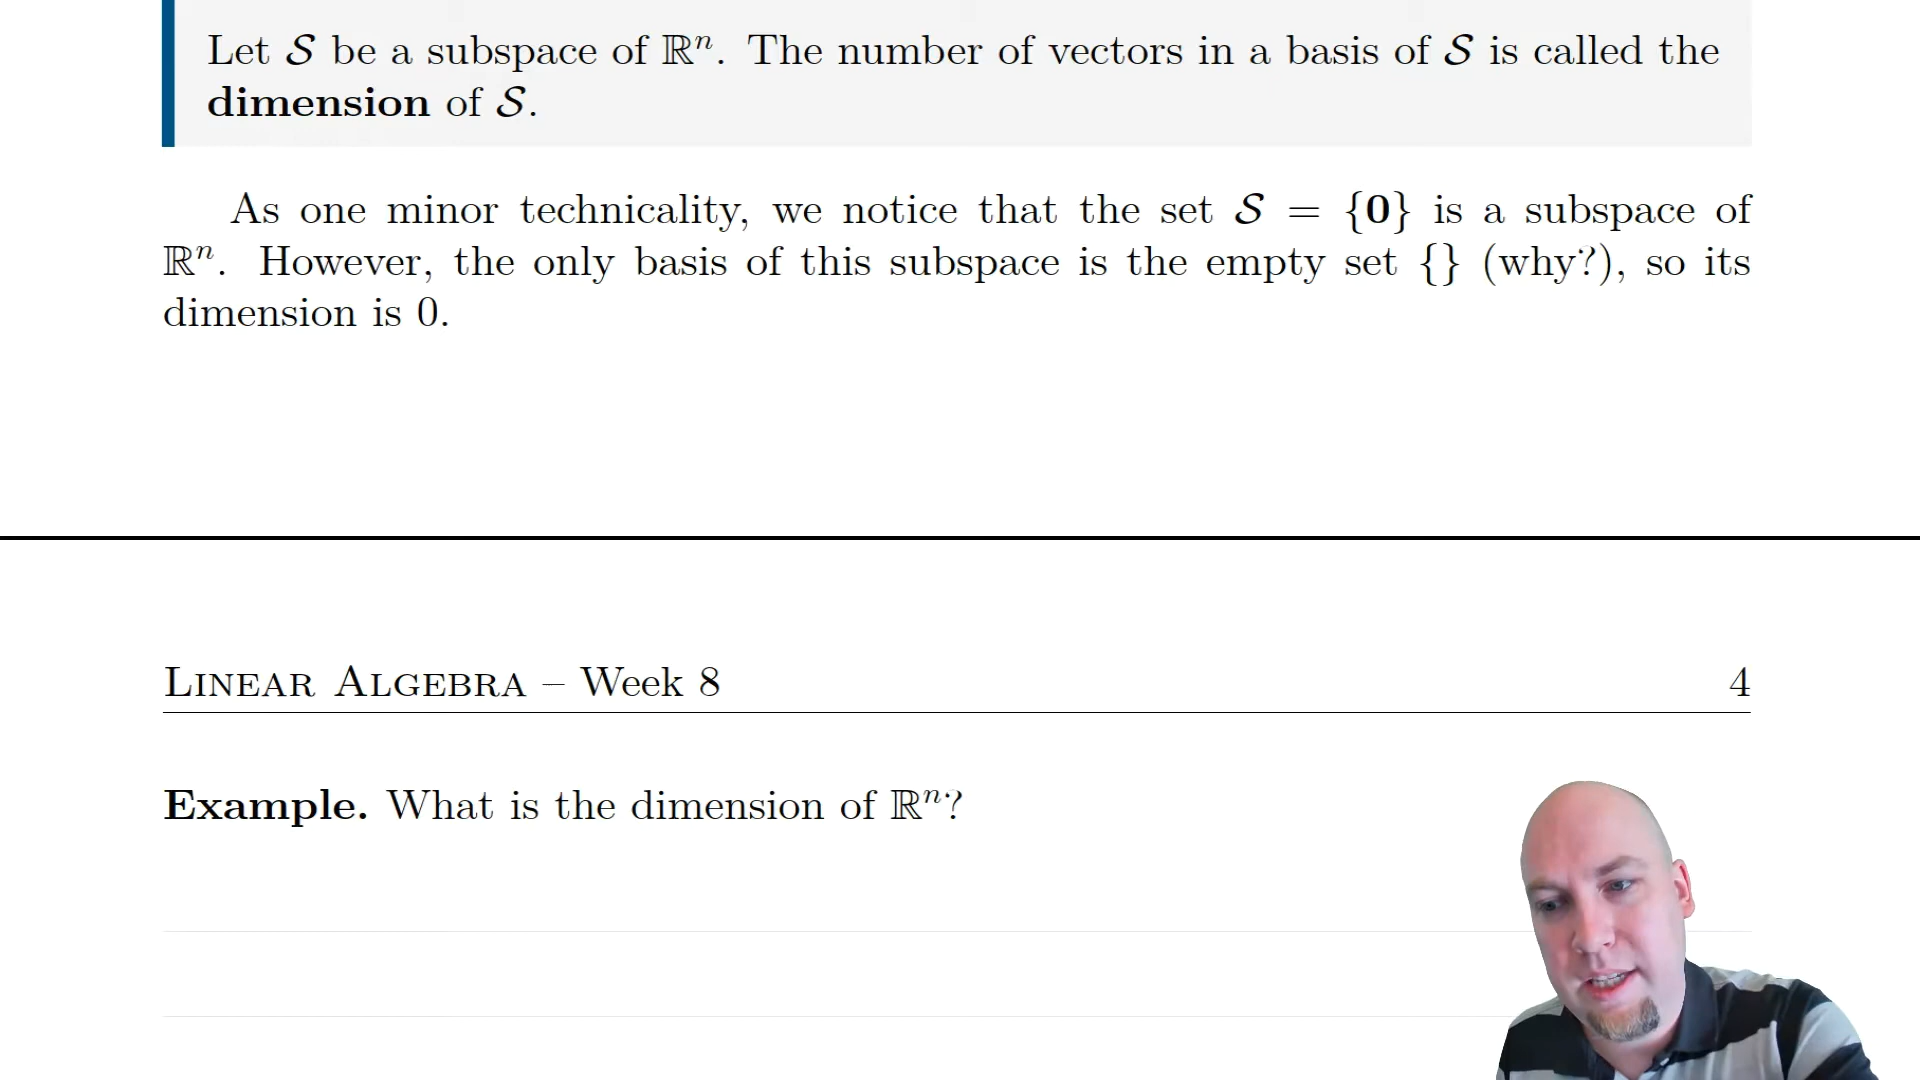 Let 𝒮 be a subspace of ℝⁿ. The number of vectors in a basis of 𝒮 is called the
dimension of 𝒮.
As one minor technicality, we notice that the set 𝒮 = {0} is a subspace of
ℝⁿ. However, the only basis of this subspace is the empty set {} (why?), so its
dimension is 0.
LINEAR ALGEBRA – Week 8
4
Example. What is the dimension of ℝⁿ?